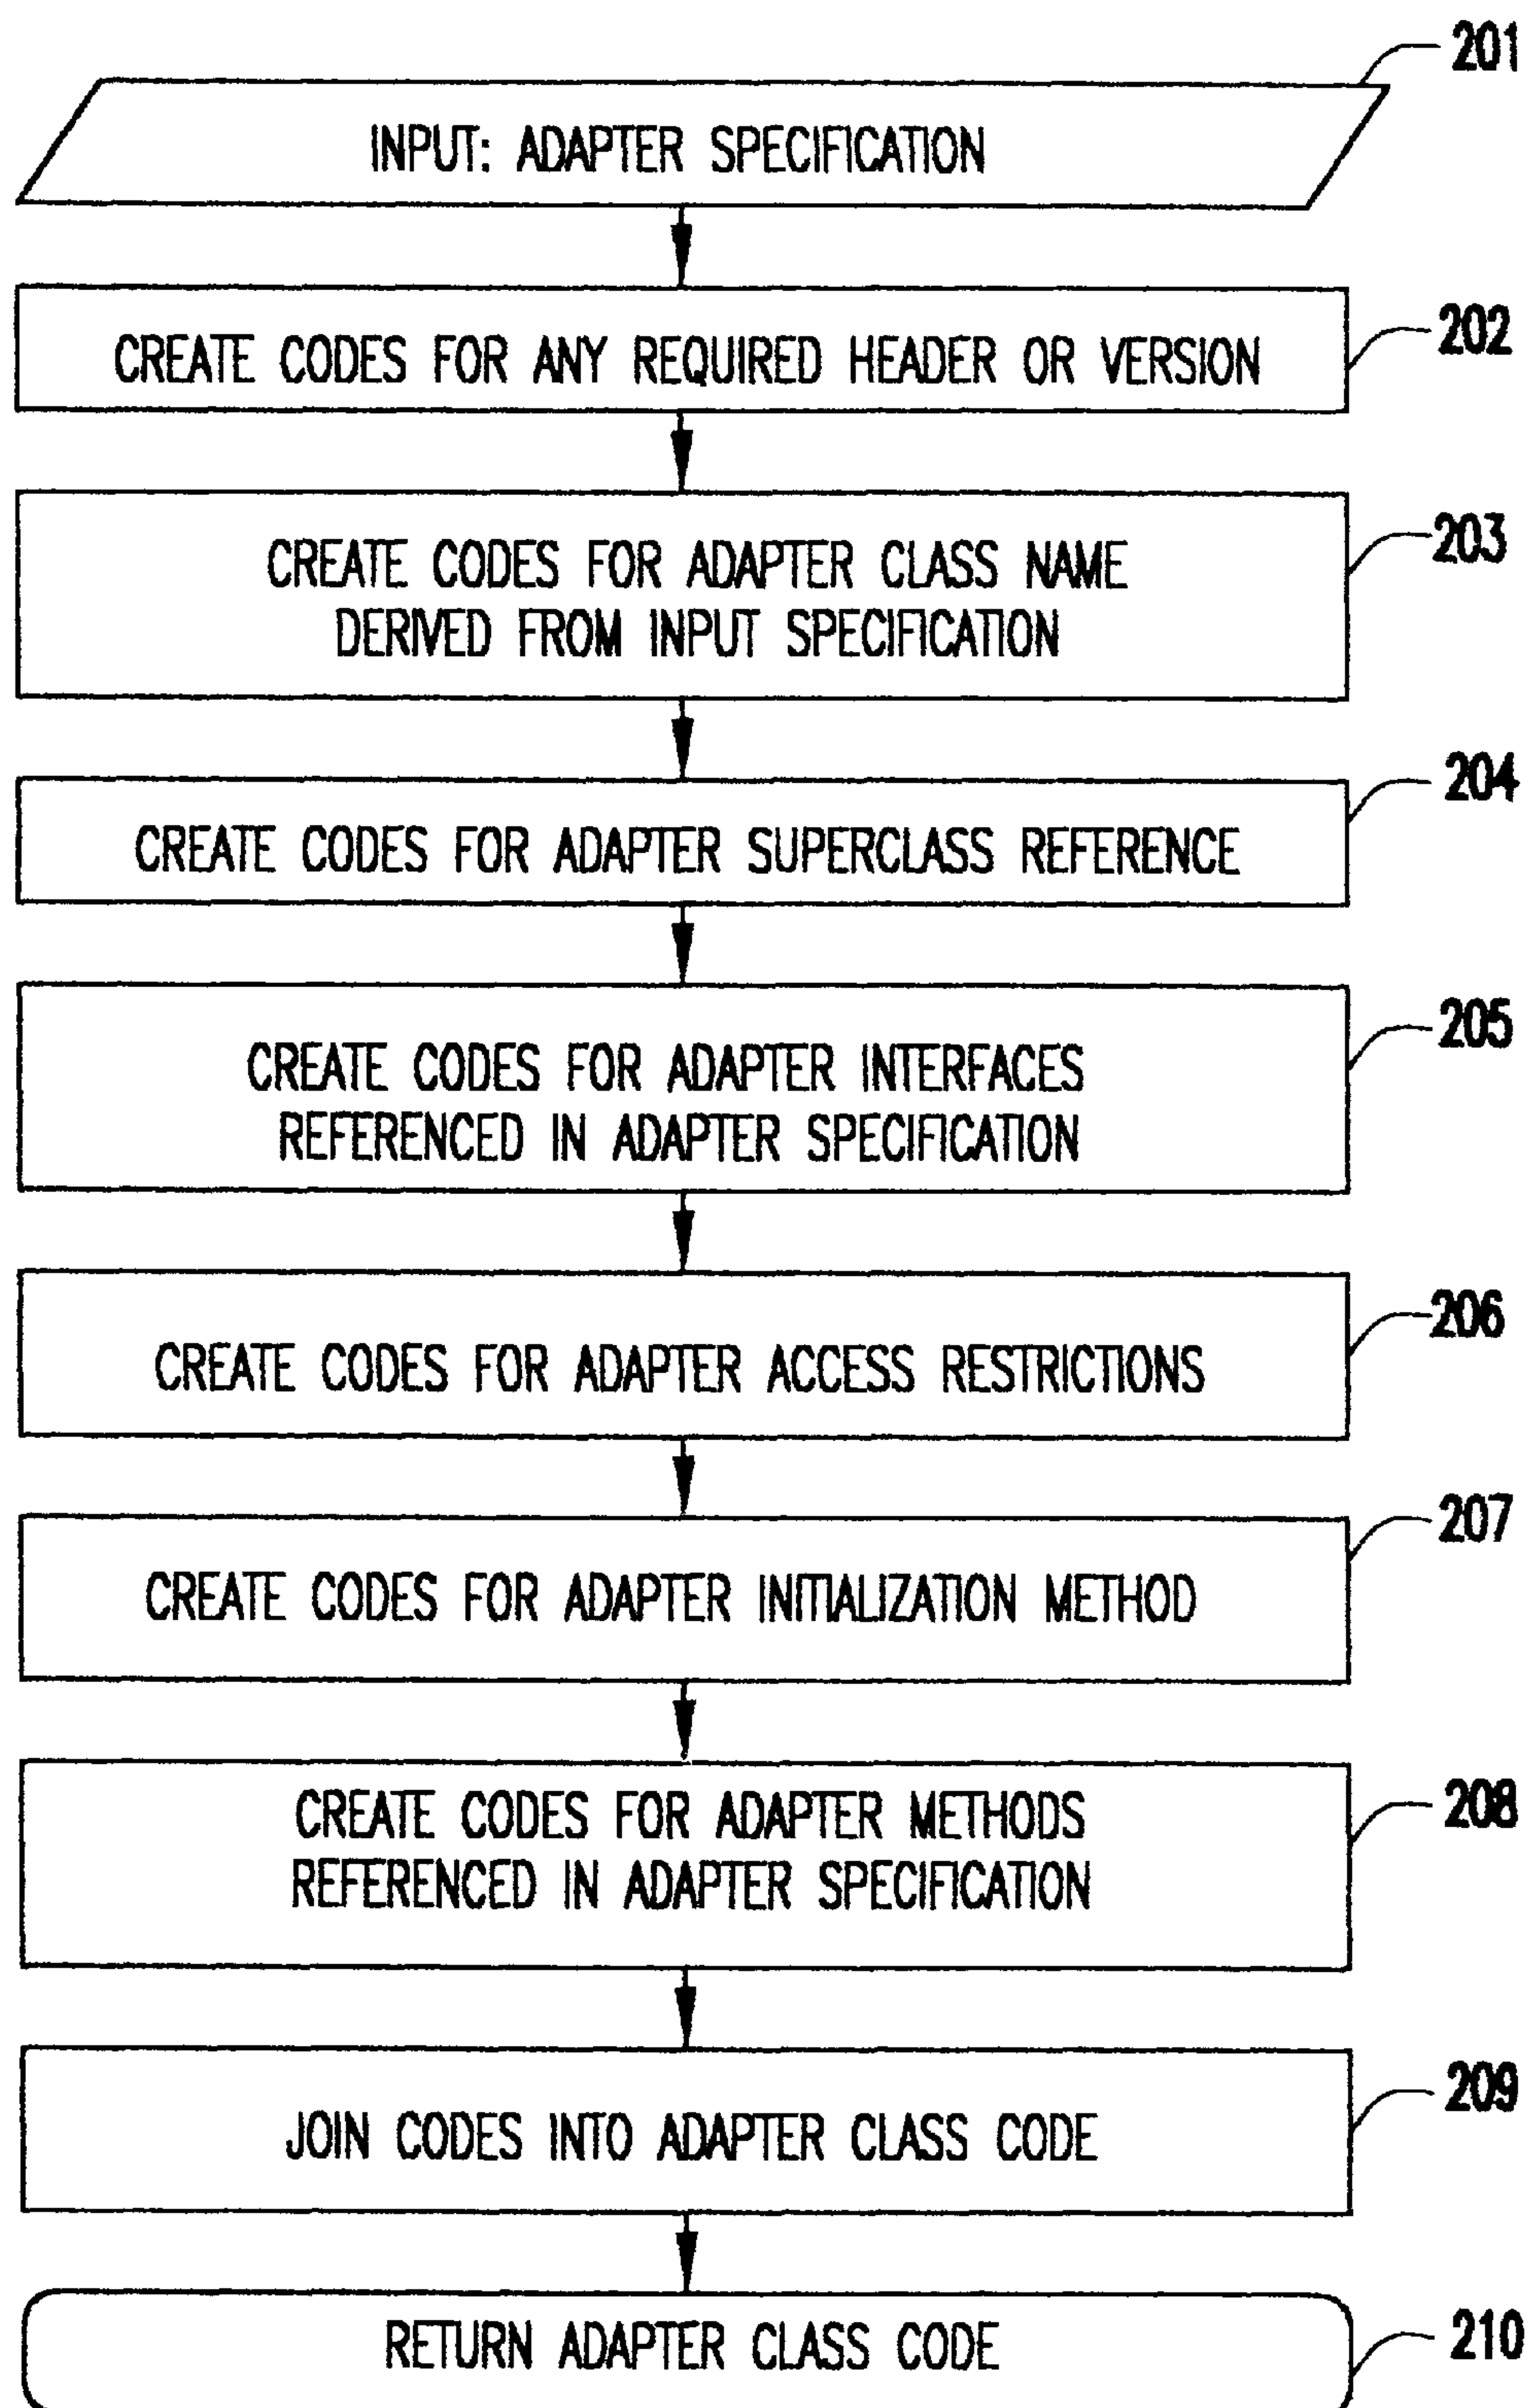 201
INPUT: ADAPTER SPECIFICATION
202
CREATE CODES FOR ANY REQUIRED HEADER OR VERSION
203
CREATE CODES FOR ADAPTER CLASS NAME
DERIVED FROM INPUT SPECIFICATION
204
CREATE CODES FOR ADAPTER SUPERCLASS REFERENCE
205
CREATE CODES FOR ADAPTER INTERFACES
REFERENCED IN ADAPTER SPECIFICATION
206
CREATE CODES FOR ADAPTER ACCESS RESTRICTIONS
207
CREATE CODES FOR ADAPTER INITIALIZATION METHOD
208
CREATE CODES FOR ADAPTER METHODS
REFERENCED IN ADAPTER SPECIFICATION
209
JOIN CODES INTO ADAPTER CLASS CODE
210
RETURN ADAPTER CLASS CODE